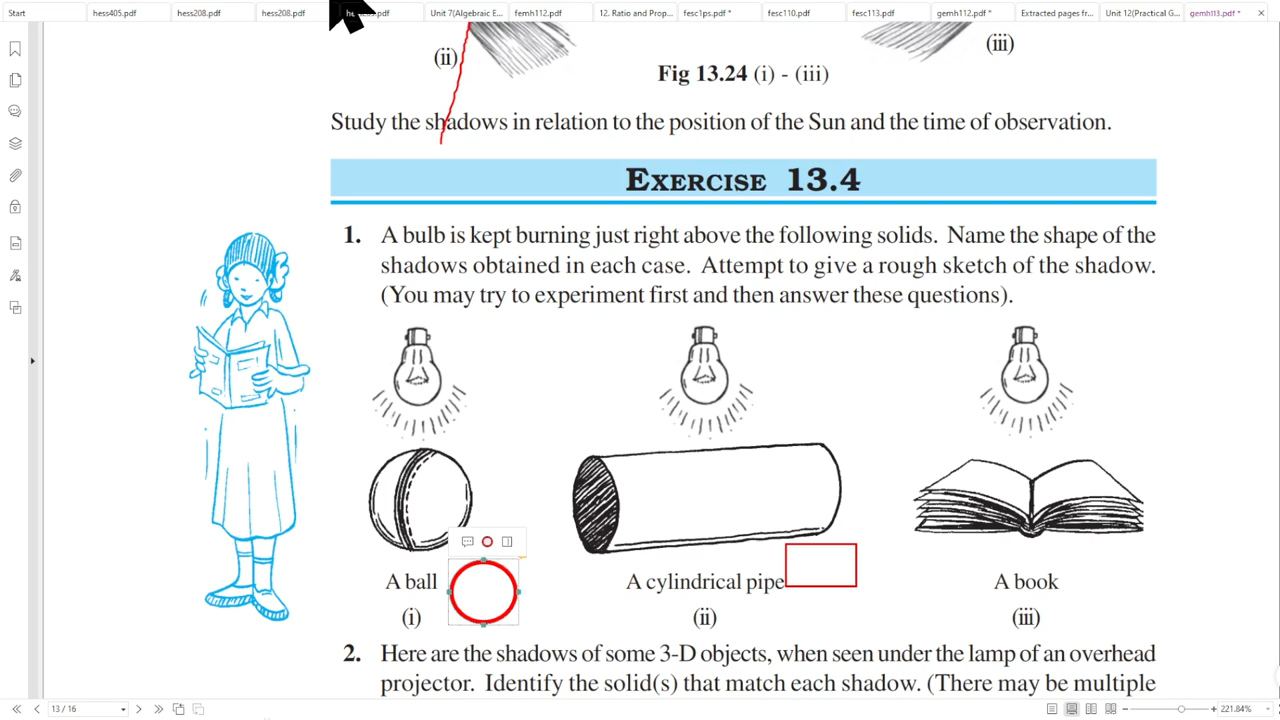 Start hess405.pdf hess208.pdf hess208.pdf .pdf Unit 7(Algebraic E... femh112.pdf 12. Ratio and Prop... fesc1ps.pdf * fesc110.pdf fesc113.pdf gemh112.pdf * Extracted pages fr... Unit 12(Practical G... gemh113.pdf *
(ii)
(iii)
Fig 13.24 (i) - (iii)
Study the shadows in relation to the position of the Sun and the time of observation.
EXERCISE 13.4
1. A bulb is kept burning just right above the following solids. Name the shape of the
shadows obtained in each case. Attempt to give a rough sketch of the shadow.
(You may try to experiment first and then answer these questions).
A ball A cylindrical pipe A book
(i) (ii) (iii)
2. Here are the shadows of some 3-D objects, when seen under the lamp of an overhead
projector. Identify the solid(s) that match each shadow. (There may be multiple
13 / 16 221.84%